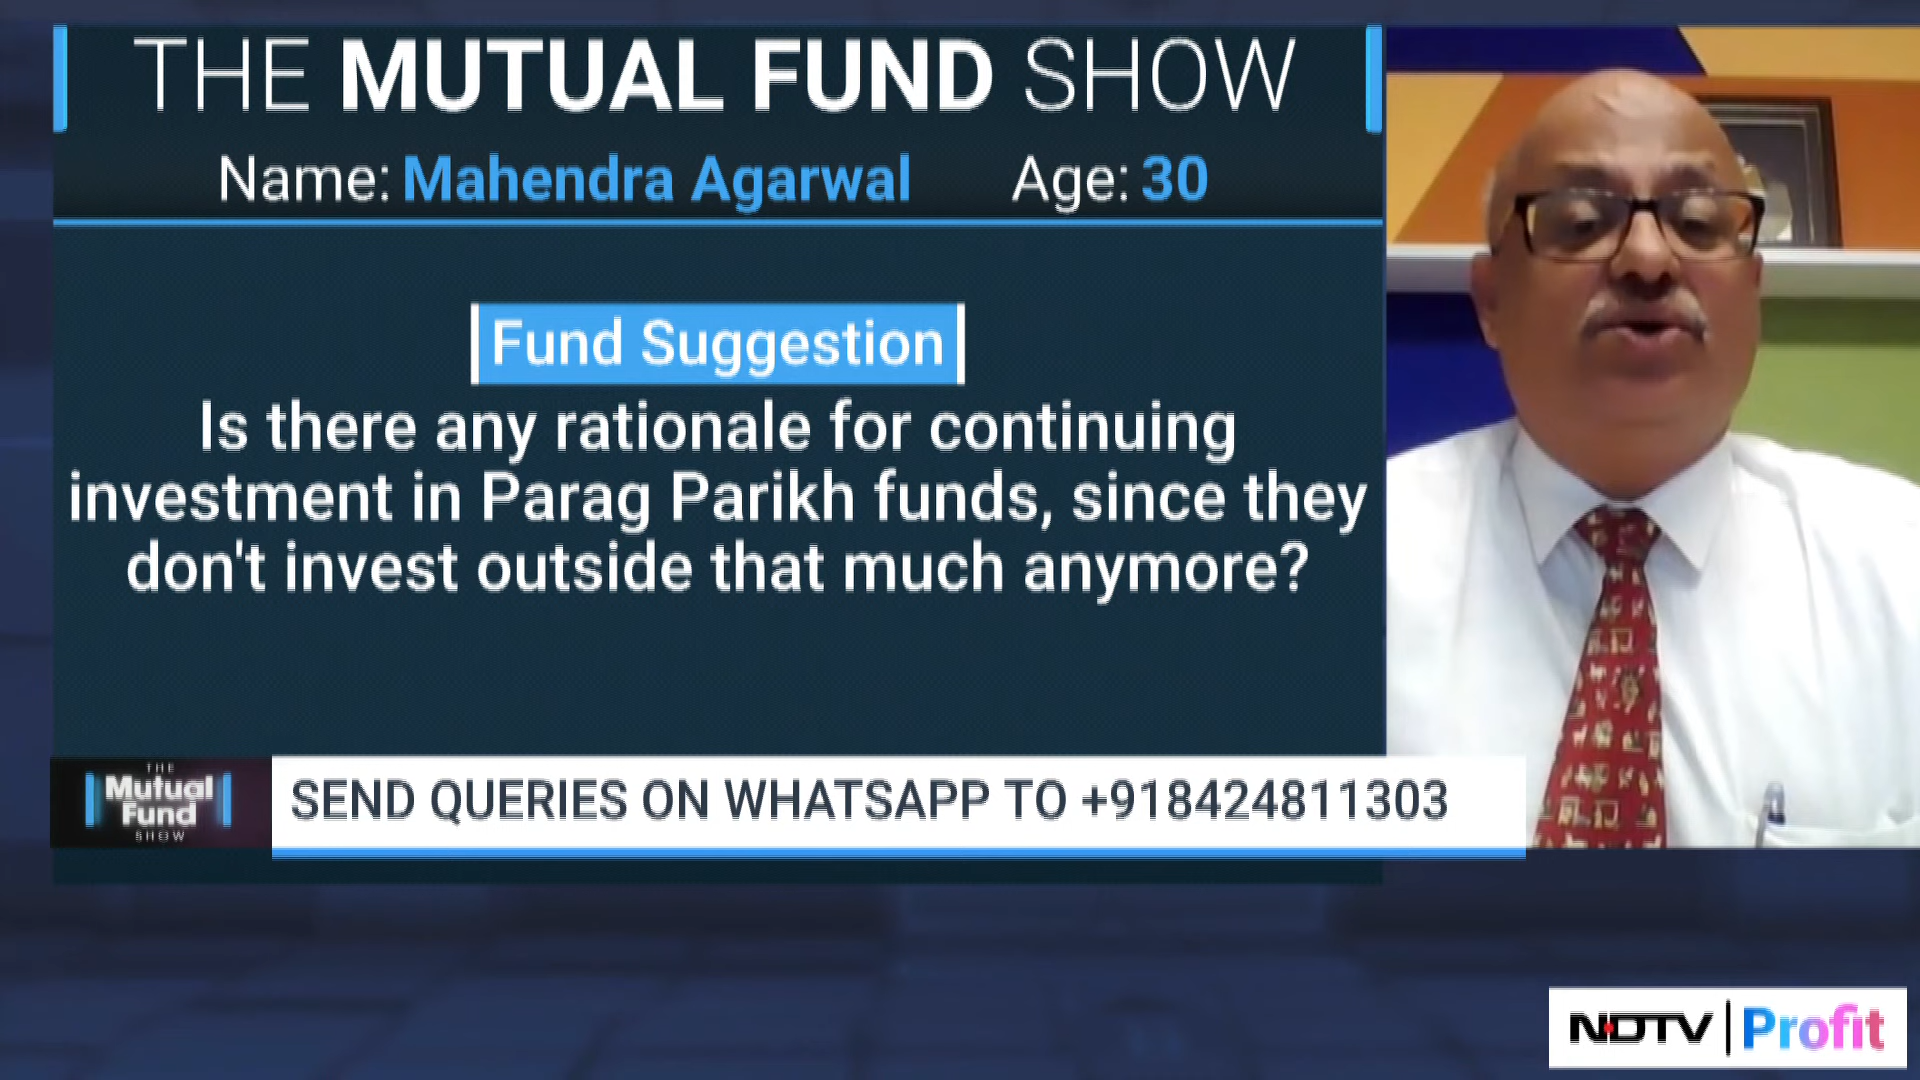 THE MUTUAL FUND SHOW
Name: Mahendra Agarwal Age: 30
Fund Suggestion
Is there any rationale for continuing
investment in Parag Parikh funds, since they
don't invest outside that much anymore?
THE
Mutual
Fund
SHOW
SEND QUERIES ON WHATSAPP TO +918424811303
NDTV Profit